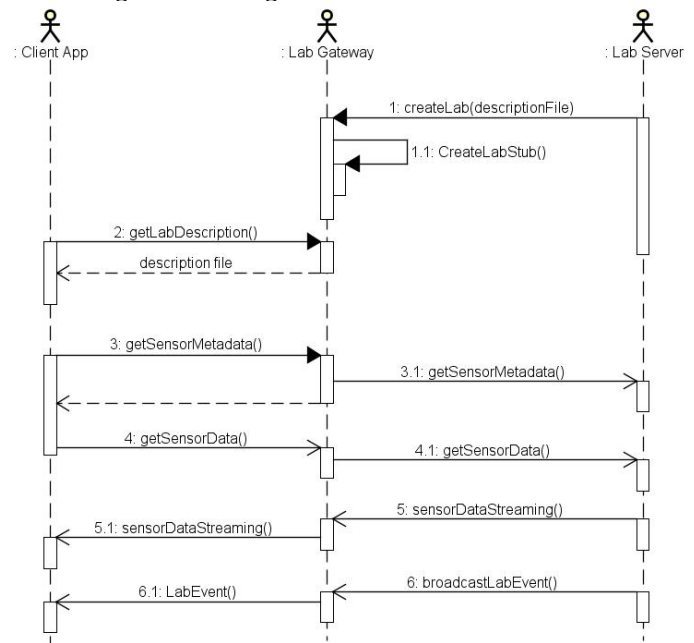 : Client App
: Lab Gateway
: Lab Server
1: createLab(descriptionFile)
1.1: CreateLabStub()
2: getLabDescription()
description file
3: getSensorMetadata()
3.1: getSensorMetadata()
4: getSensorData()
4.1: getSensorData()
5: sensorDataStreaming()
5.1: sensorDataStreaming()
6: broadcastLabEvent()
6.1: LabEvent()